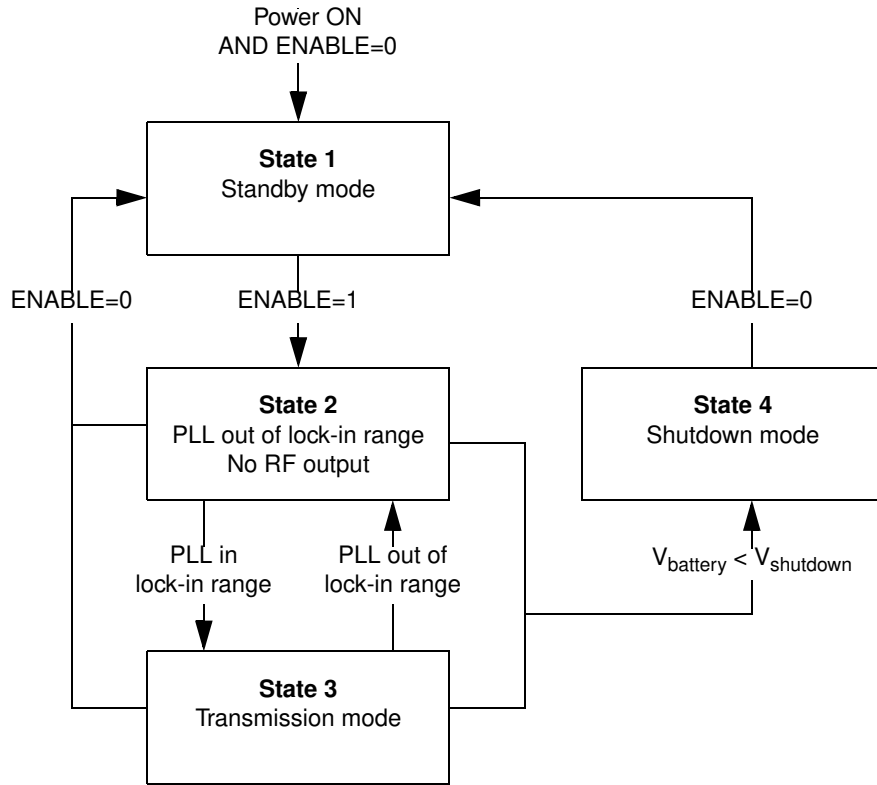 Power ON
AND ENABLE=0
State 1
Standby mode
ENABLE=0
ENABLE=1
ENABLE=0
State 2
PLL out of lock-in range
No RF output
State 4
Shutdown mode
PLL in
lock-in range
PLL out of
lock-in range
Vbattery < Vshutdown
State 3
Transmission mode